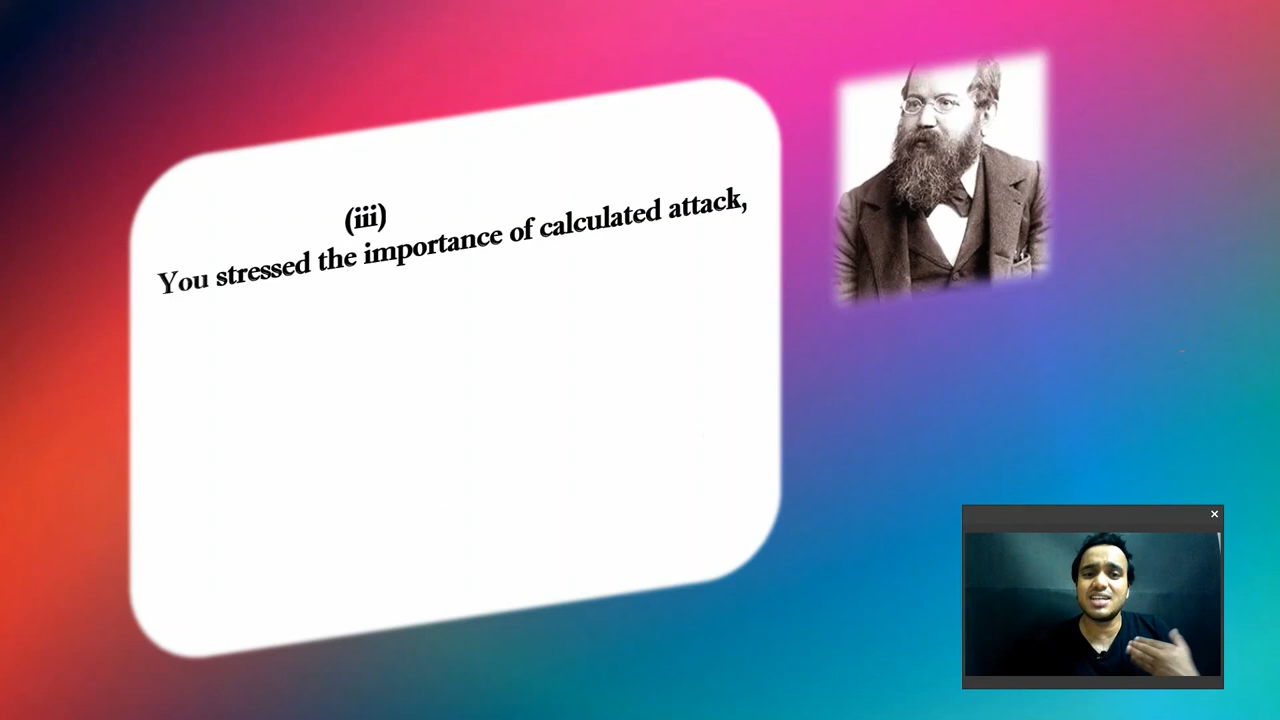 (iii)
You stressed the importance of calculated attack,